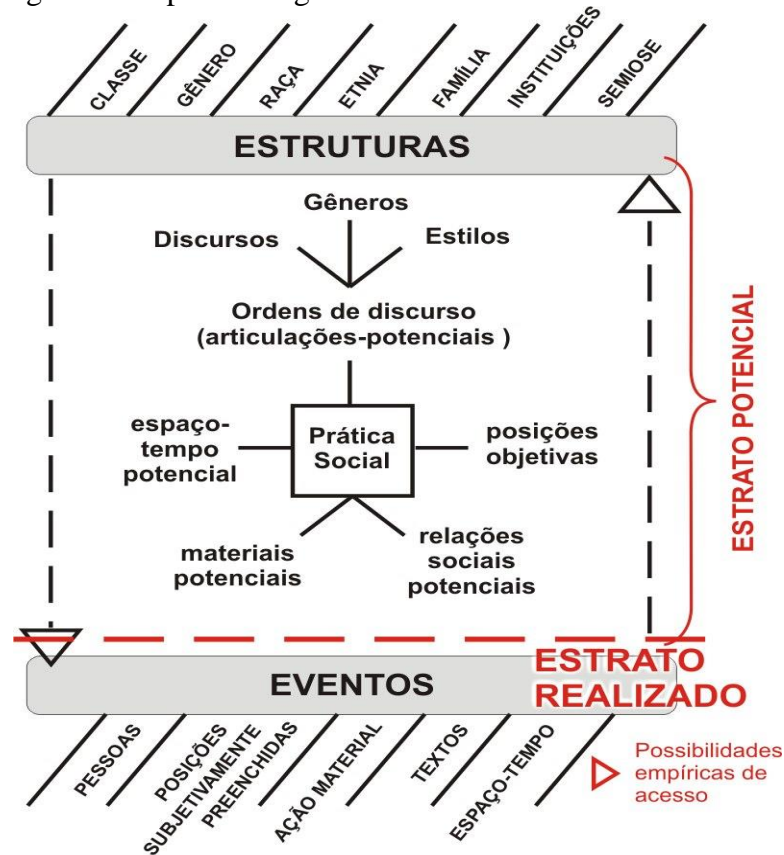 CLASSE
GÊNERO
RAÇA
ETNIA
FAMÍLIA
INSTITUIÇÕES
SEMIOSE
ESTRUTURAS
Gêneros
Discursos
Estilos
Ordens de discurso
(articulações-potenciais )
espaço-
tempo
potencial
Prática
Social
posições
objetivas
materiais
potenciais
relações
sociais
potenciais
ESTRATO POTENCIAL
EVENTOS
ESTRATO
REALIZADO
PESSOAS
POSIÇÕES
SUBJETIVAMENTE
PREENCHIDAS
AÇÃO MATERIAL
TEXTOS
ESPAÇO-TEMPO
Possibilidades
empíricas de
acesso